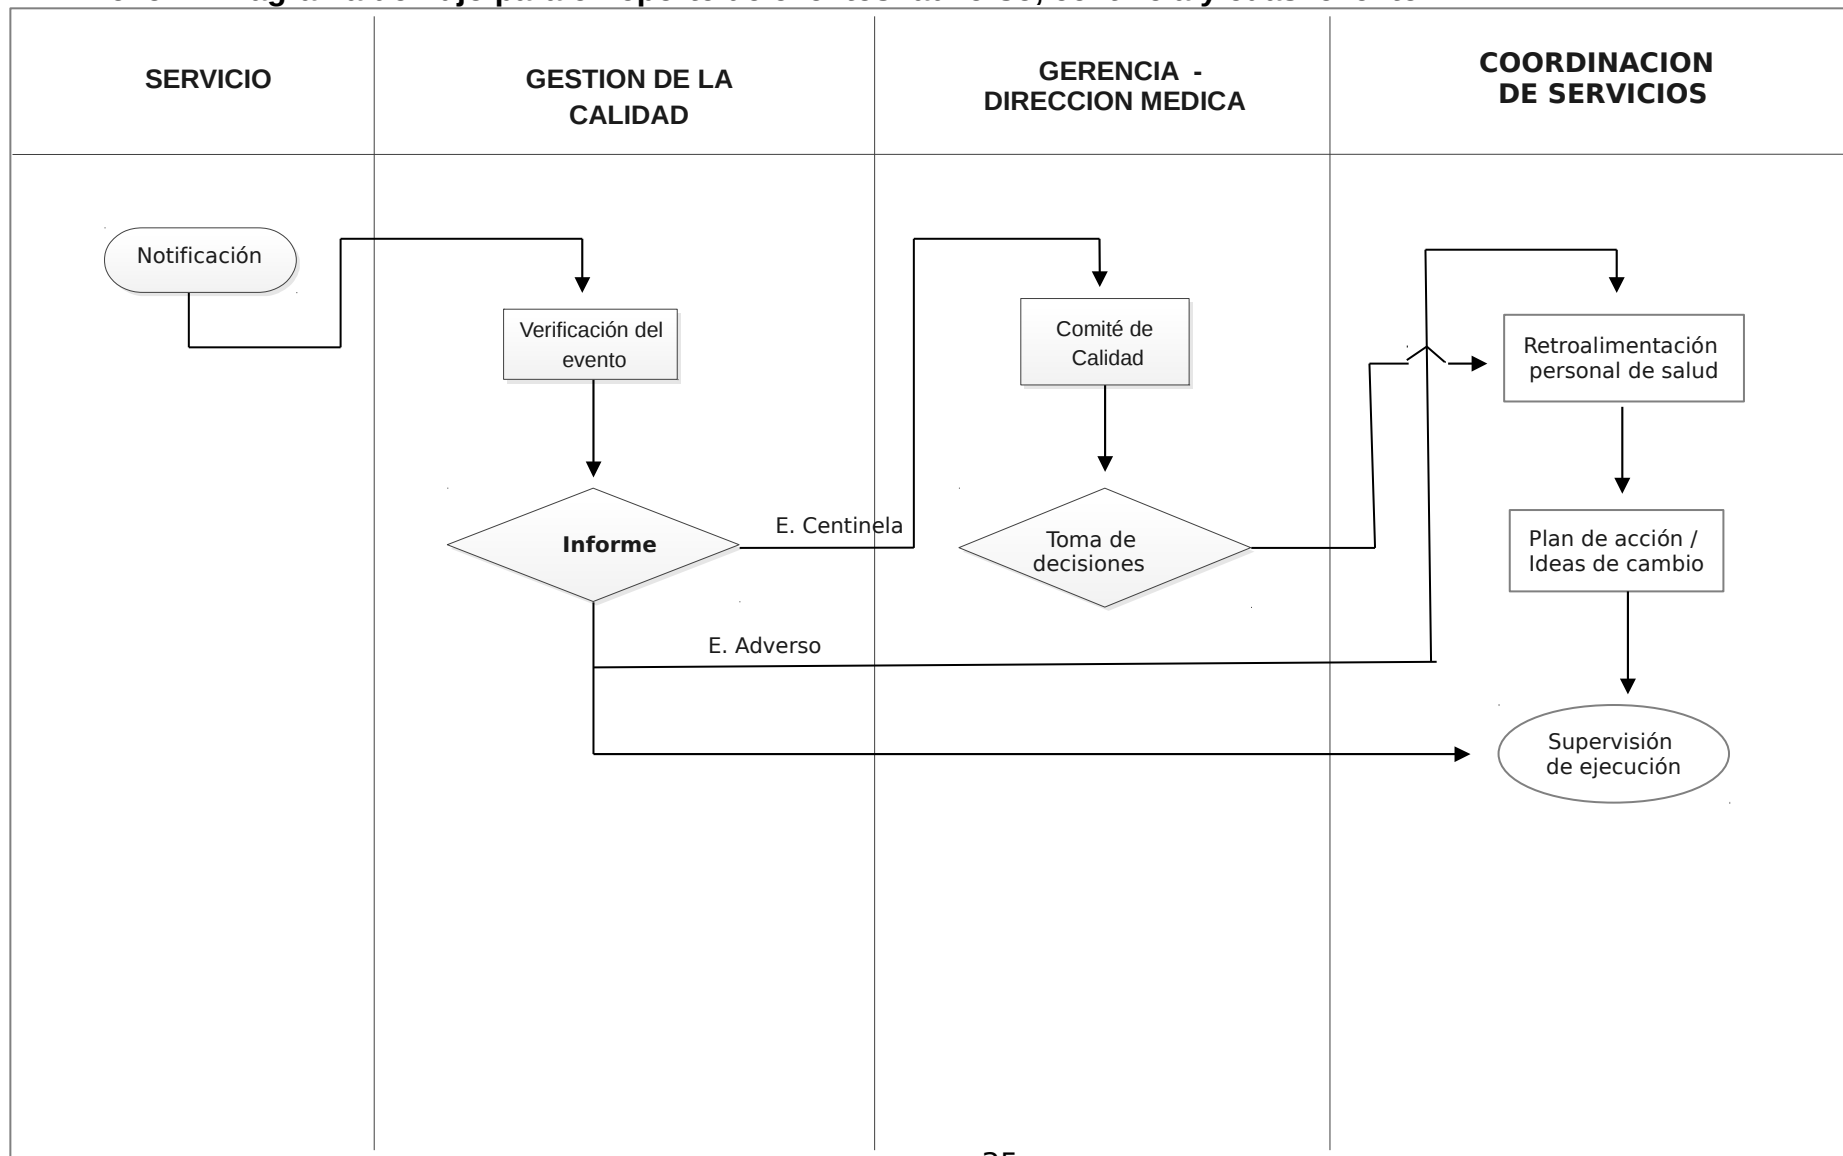 SERVICIO
GESTION DE LA
CALIDAD
GERENCIA -
DIRECCION MEDICA
COORDINACION
DE SERVICIOS
Notificación
Verificación del
evento
Informe
E. Centinela
E. Adverso
Comité de
Calidad
Toma de
decisiones
Retroalimentación
personal de salud
Plan de acción /
Ideas de cambio
Supervisión
de ejecución